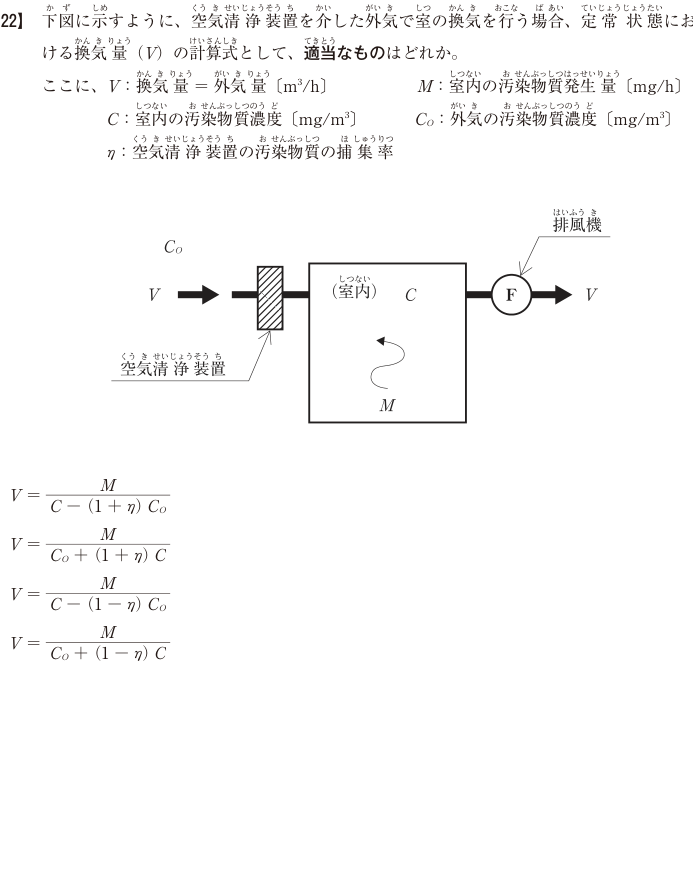 22】 下図に示すように、空気清浄装置を介した外気で室の換気を行う場合、定常状態にお
ける換気量（V）の計算式として、適当なものはどれか。
ここに、V：換気量＝外気量〔m³/h〕 M：室内の汚染物質発生量〔mg/h〕
C：室内の汚染物質濃度〔mg/m³〕 Cₒ：外気の汚染物質濃度〔mg/m³〕
η：空気清浄装置の汚染物質の捕集率
排風機
Cₒ
V （室内） C F V
空気清浄装置
M
V = M / (C −（1 + η）Cₒ)
V = M / (Cₒ +（1 + η）C)
V = M / (C −（1 − η）Cₒ)
V = M / (Cₒ +（1 − η）C)